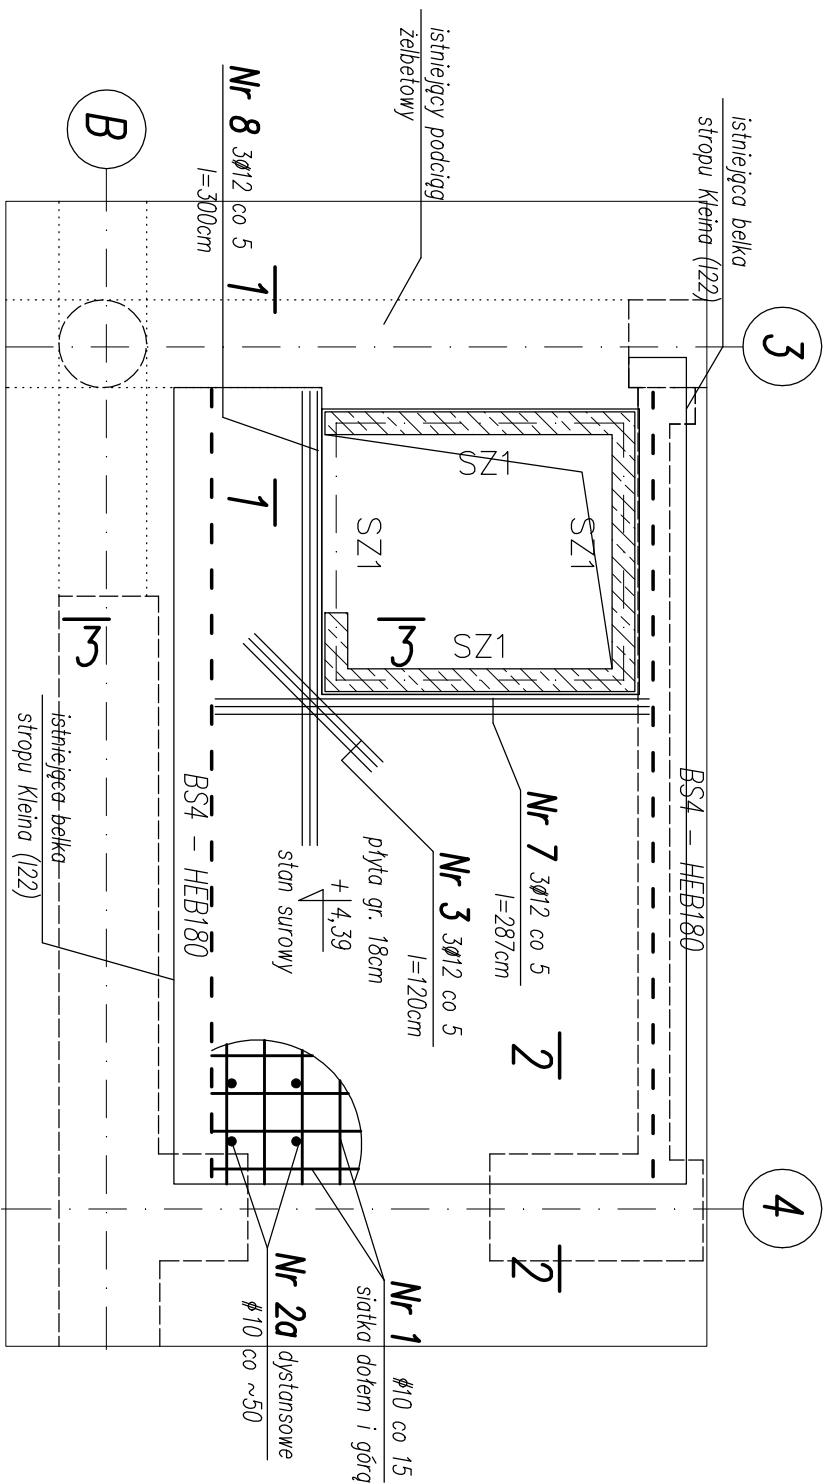 istniejąca belka
stropu Kleina (I22)
3
4
istniejący podciąg
żelbetowy
Nr 8 3ø12 co 5
l=300cm
B
1
1
SZ1
SZ1
SZ1
SZ1
3
3
BS4 - HEB180
BS4 - HEB180
Nr 7 3ø12 co 5
l=287cm
Nr 3 3ø12 co 5
l=120cm
płyta gr. 18cm
+ 4,39
stan surowy
2
2
istniejąca belka
stropu Kleina (I22)
Nr 1 ø10 co 15
siatka dołem i górą
Nr 2a dystansowe
ø10 co ~50